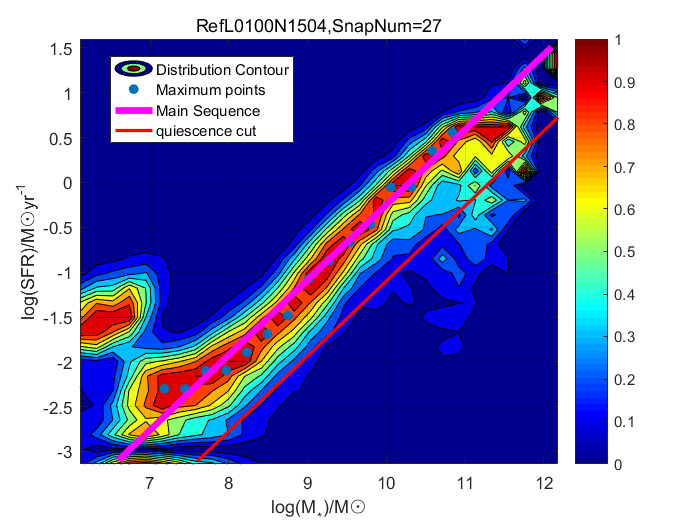 RefL0100N1504,SnapNum=27
Distribution Contour
Maximum points
Main Sequence
quiescence cut
log(SFR)/M☉yr⁻¹
1.5
1
0.5
0
-0.5
-1
-1.5
-2
-2.5
-3
7 8 9 10 11 12
log(M⋆)/M☉
1
0.9
0.8
0.7
0.6
0.5
0.4
0.3
0.2
0.1
0